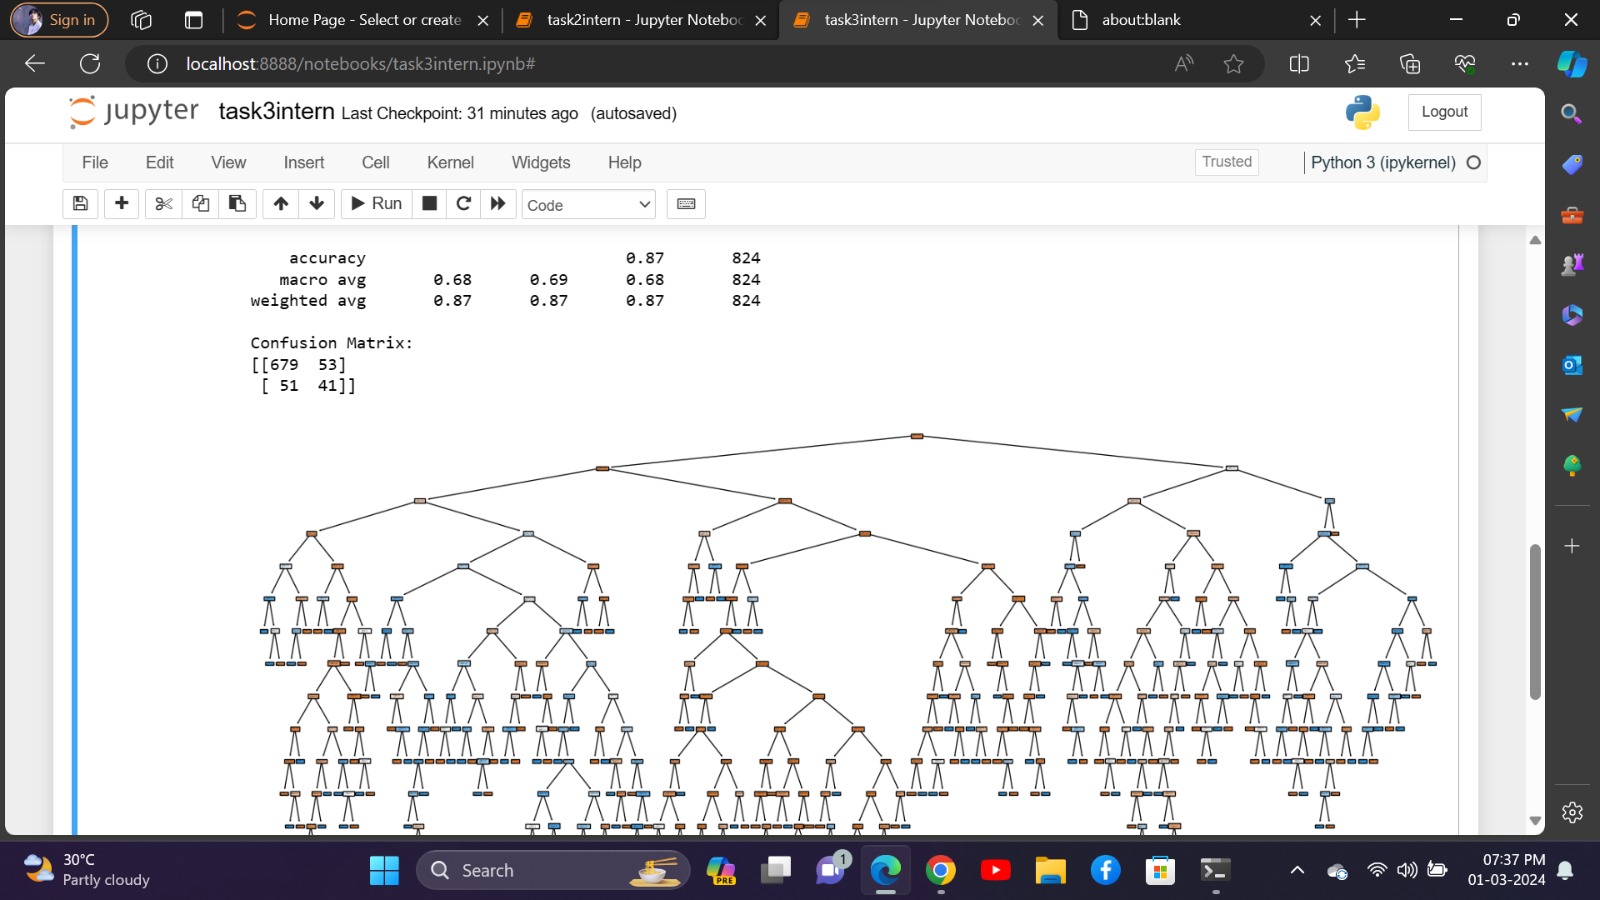 Sign in
Home Page - Select or create
task2intern - Jupyter Notebo
task3intern - Jupyter Notebo
about:blank
localhost:8888/notebooks/task3intern.ipynb#
jupyter task3intern Last Checkpoint: 31 minutes ago (autosaved)
Logout
File Edit View Insert Cell Kernel Widgets Help
Trusted
Python 3 (ipykernel)
Run
Code
accuracy 0.87 824
macro avg 0.68 0.69 0.68 824
weighted avg 0.87 0.87 0.87 824
Confusion Matrix:
[[679 53]
[ 51 41]]
30°C
Partly cloudy
Search
PRE
1
07:37 PM
01-03-2024